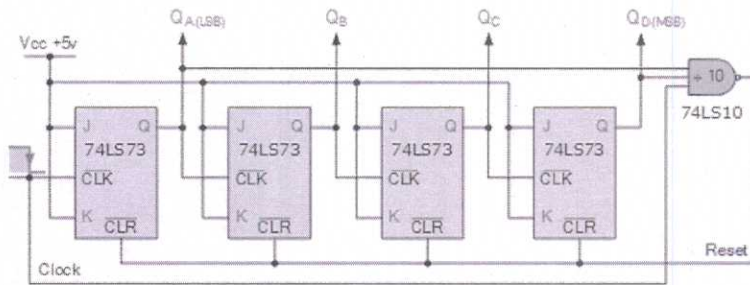 QA(LSB) QB QC QD(MSB)
Vcc +5v
÷ 10
74LS10
J Q J Q J Q J Q
74LS73 74LS73 74LS73 74LS73
CLK CLK CLK CLK
K CLR K CLR K CLR K CLR
Reset
Clock